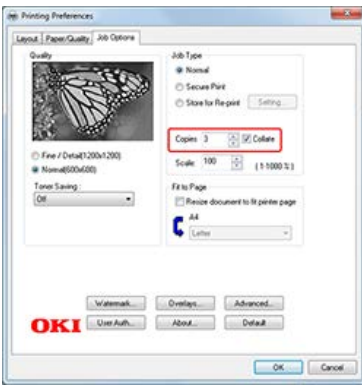 Printing Preferences
Layout Paper/Quality Job Options
Quality
Fine / Detail(1200x1200)
Normal(600x600)
Toner Saving :
Off
Job Type
Normal
Secure Print
Store for Re-print Setting...
Copies 3 Collate
Scale: 100 (1-1000 %)
Fit to Page
Resize document to fit printer page
A4
Letter
Watermark... Overlays... Advanced...
OKI User Auth... About... Default
OK Cancel